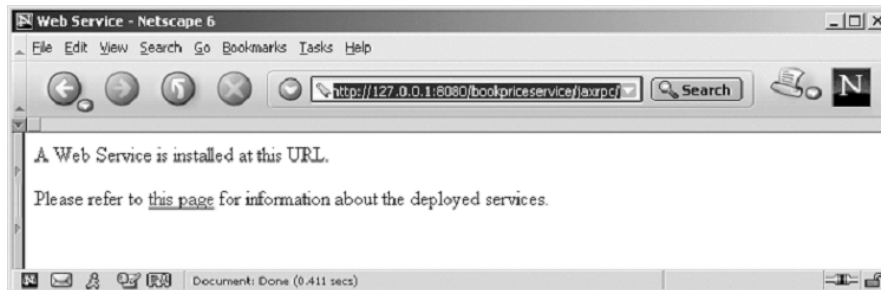 Web Service - Netscape 6
File Edit View Search Go Bookmarks Tasks Help
http://127.0.0.1:8080/bookpriceservice/jaxrpc/ Search N
A Web Service is installed at this URL.
Please refer to this page for information about the deployed services.
Document: Done (0.411 secs)